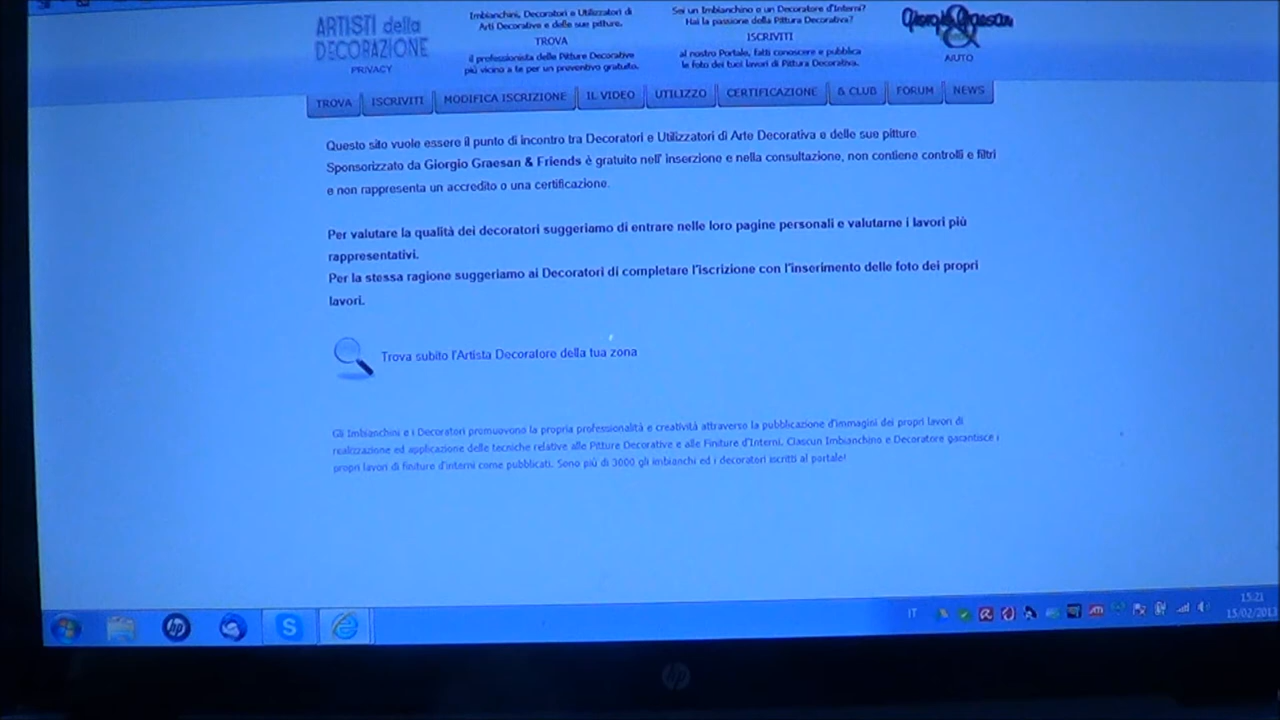 ARTISTI della
DECORAZIONE
PRIVACY
Imbianchini, Decoratori e Utilizzatori di
Arti Decorative e delle sue pitture.
TROVA
il professionista delle Pitture Decorative
più vicino a te per un preventivo gratuito.
Sei un Imbianchino o un Decoratore d'Interni?
Hai la passione della Pittura Decorativa?
ISCRIVITI
al nostro Portale, fatti conoscere e pubblica
le foto dei tuoi lavori di Pittura Decorativa.
Giorgio Graesan
&
AIUTO
TROVA
ISCRIVITI
MODIFICA ISCRIZIONE
IL VIDEO
UTILIZZO
CERTIFICAZIONE
& CLUB
FORUM
NEWS
Questo sito vuole essere il punto di incontro tra Decoratori e Utilizzatori di Arte Decorativa e delle sue pitture
Sponsorizzato da Giorgio Graesan & Friends è gratuito nell' inserzione e nella consultazione, non contiene controlli e filtri
e non rappresenta un accredito o una certificazione.
Per valutare la qualità dei decoratori suggeriamo di entrare nelle loro pagine personali e valutarne i lavori più
rappresentativi.
Per la stessa ragione suggeriamo ai Decoratori di completare l'iscrizione con l'inserimento delle foto dei propri
lavori.
Trova subito l'Artista Decoratore della tua zona
Gli Imbianchini e i Decoratori promuovono la propria professionalità e creatività attraverso la pubblicazione d'immagini dei propri lavori di
realizzazione ed applicazione delle tecniche relative alle Pitture Decorative e alle Finiture d'Interni. Ciascun Imbianchino e Decoratore garantisce i
propri lavori di finiture d'interni come pubblicati. Sono più di 3000 gli imbianchi ed i decoratori iscritti al portale!
IT
15.21
15/02/2013
hp
S
hp